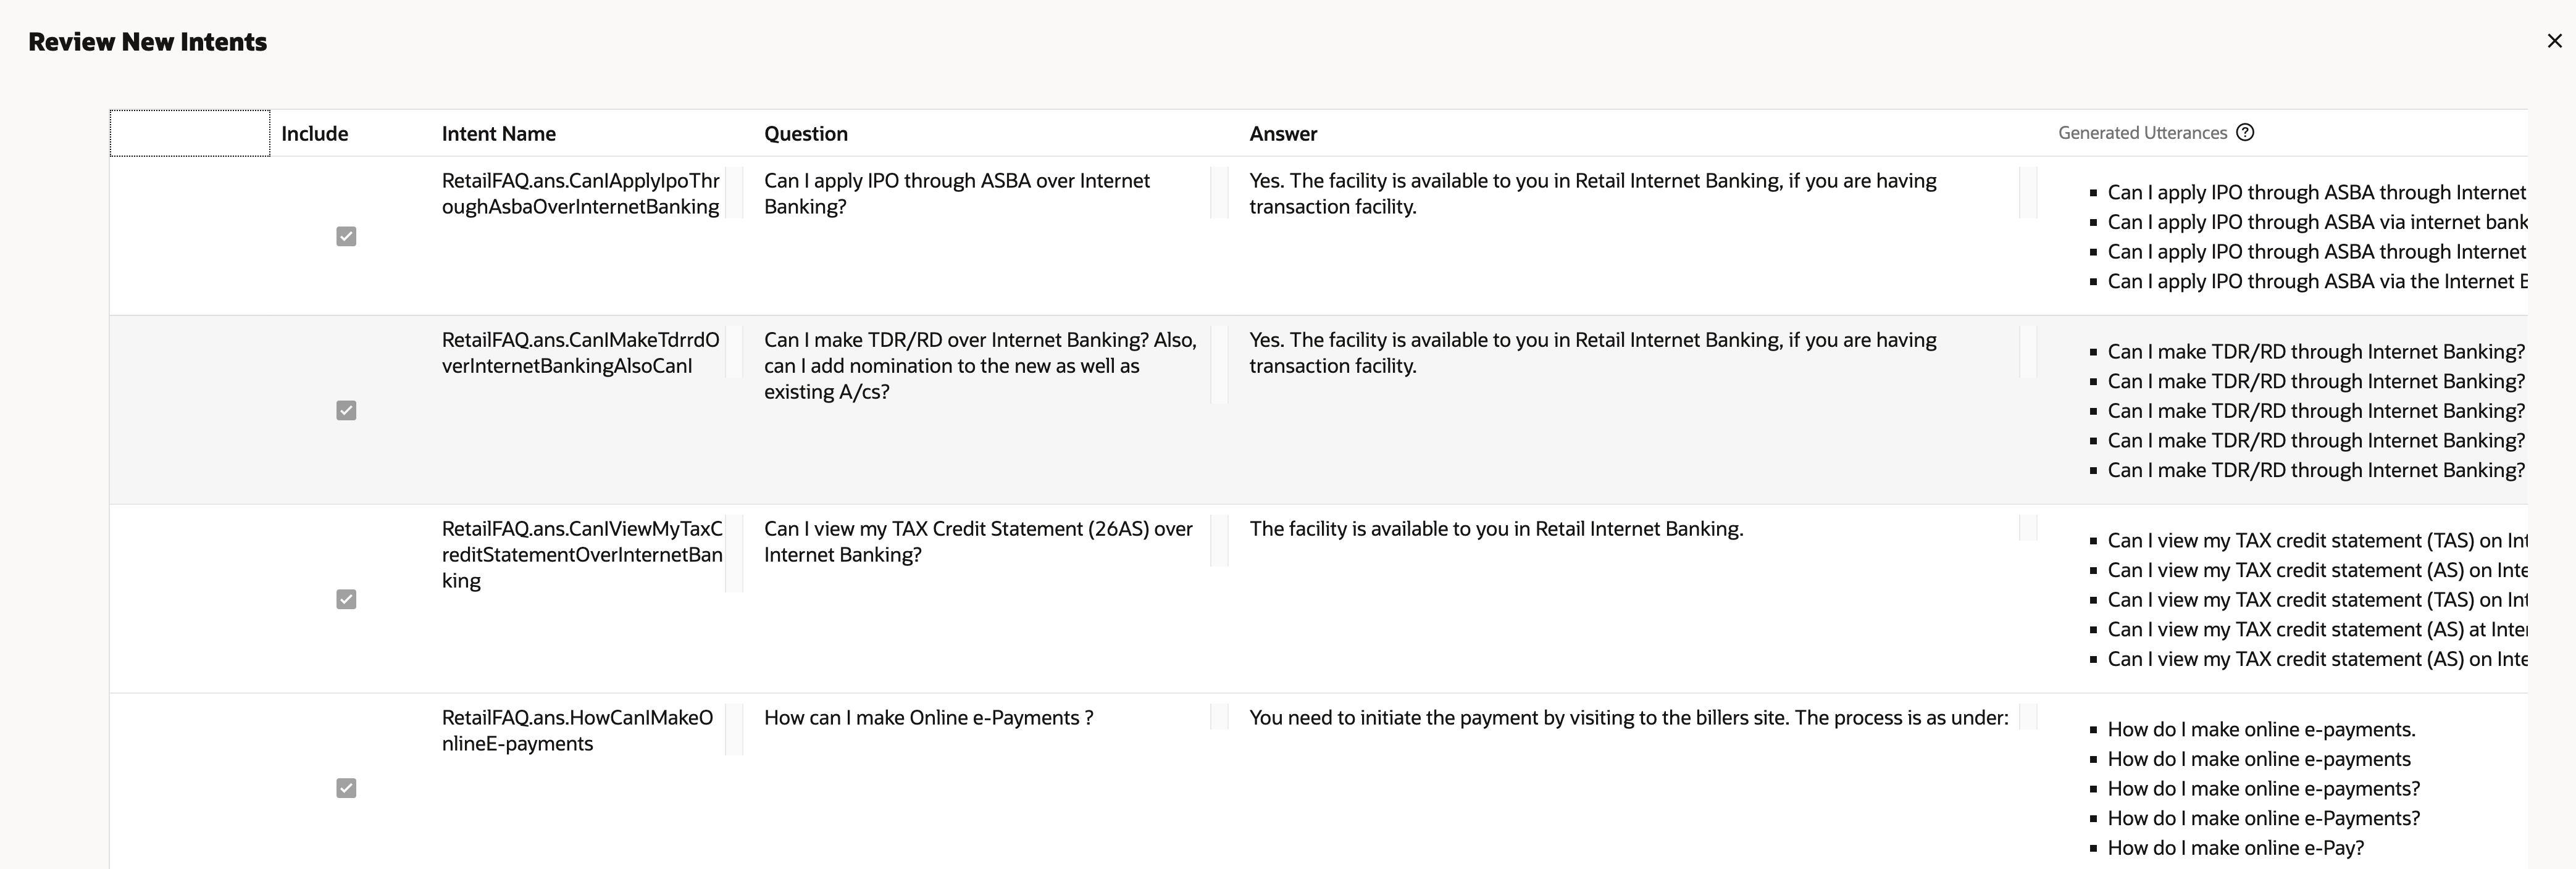 Review New Intents
Include
Intent Name
Question
Answer
Generated Utterances
RetailFAQ.ans.CanIApplyIpoThr
oughAsbaOverInternetBanking
Can I apply IPO through ASBA over Internet
Banking?
Yes. The facility is available to you in Retail Internet Banking, if you are having
transaction facility.
Can I apply IPO through ASBA through Internet
Can I apply IPO through ASBA via internet bank
Can I apply IPO through ASBA through Internet
Can I apply IPO through ASBA via the Internet
RetailFAQ.ans.CanIMakeTdrrdO
verInternetBankingAlsoCanI
Can I make TDR/RD over Internet Banking? Also,
can I add nomination to the new as well as
existing A/cs?
Yes. The facility is available to you in Retail Internet Banking, if you are having
transaction facility.
Can I make TDR/RD through Internet Banking?
Can I make TDR/RD through Internet Banking?
Can I make TDR/RD through Internet Banking?
Can I make TDR/RD through Internet Banking?
Can I make TDR/RD through Internet Banking?
RetailFAQ.ans.CanIViewMyTaxC
reditStatementOverInternetBan
king
Can I view my TAX Credit Statement (26AS) over
Internet Banking?
The facility is available to you in Retail Internet Banking.
Can I view my TAX credit statement (TAS) on Int
Can I view my TAX credit statement (AS) on Inte
Can I view my TAX credit statement (TAS) on Int
Can I view my TAX credit statement (AS) at Inter
Can I view my TAX credit statement (AS) on Inte
RetailFAQ.ans.HowCanIMakeO
nlineE-payments
How can I make Online e-Payments ?
You need to initiate the payment by visiting to the billers site. The process is as under:
How do I make online e-payments.
How do I make online e-payments
How do I make online e-payments?
How do I make online e-Payments?
How do I make online e-Pay?